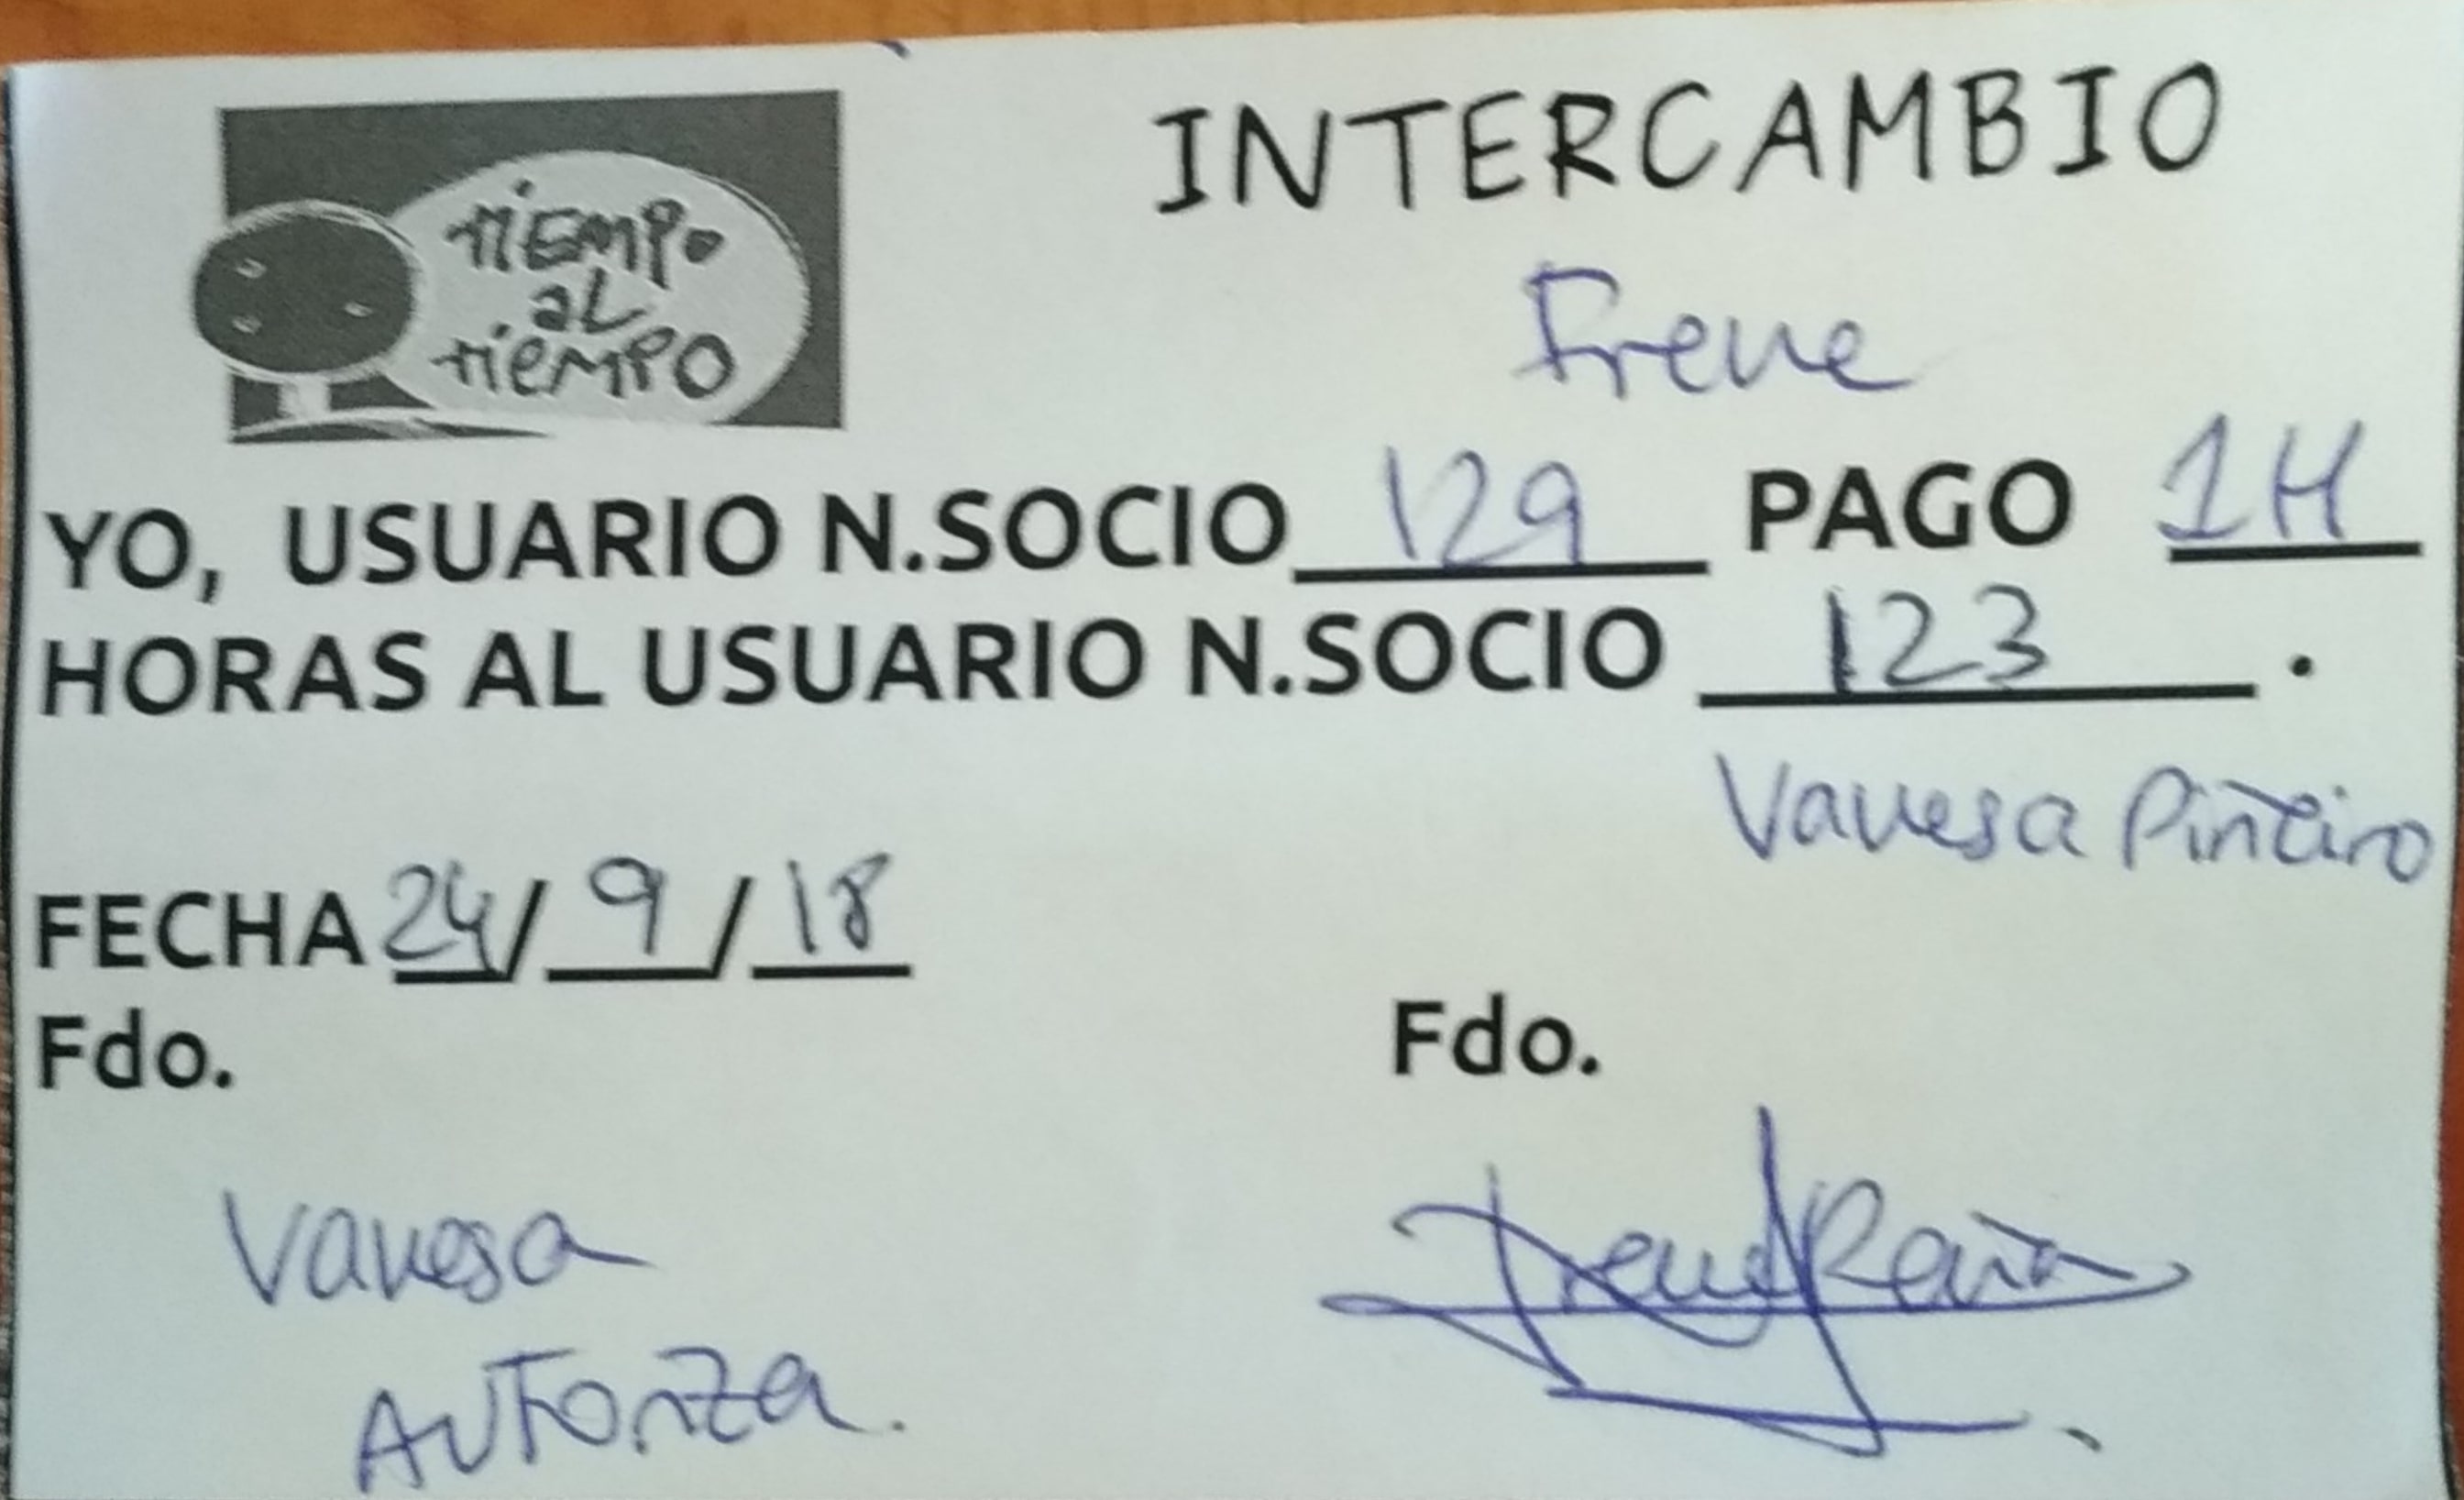 tiEMPo
aL
tiEMPO
INTERCAMBIO
Irene
YO, USUARIO N.SOCIO 129 PAGO 1H
HORAS AL USUARIO N.SOCIO 123 .
Vanesa Piñeiro
FECHA 24/ 9 / 18
Fdo. Fdo.
Vanesa
AUTOriza.
Irene